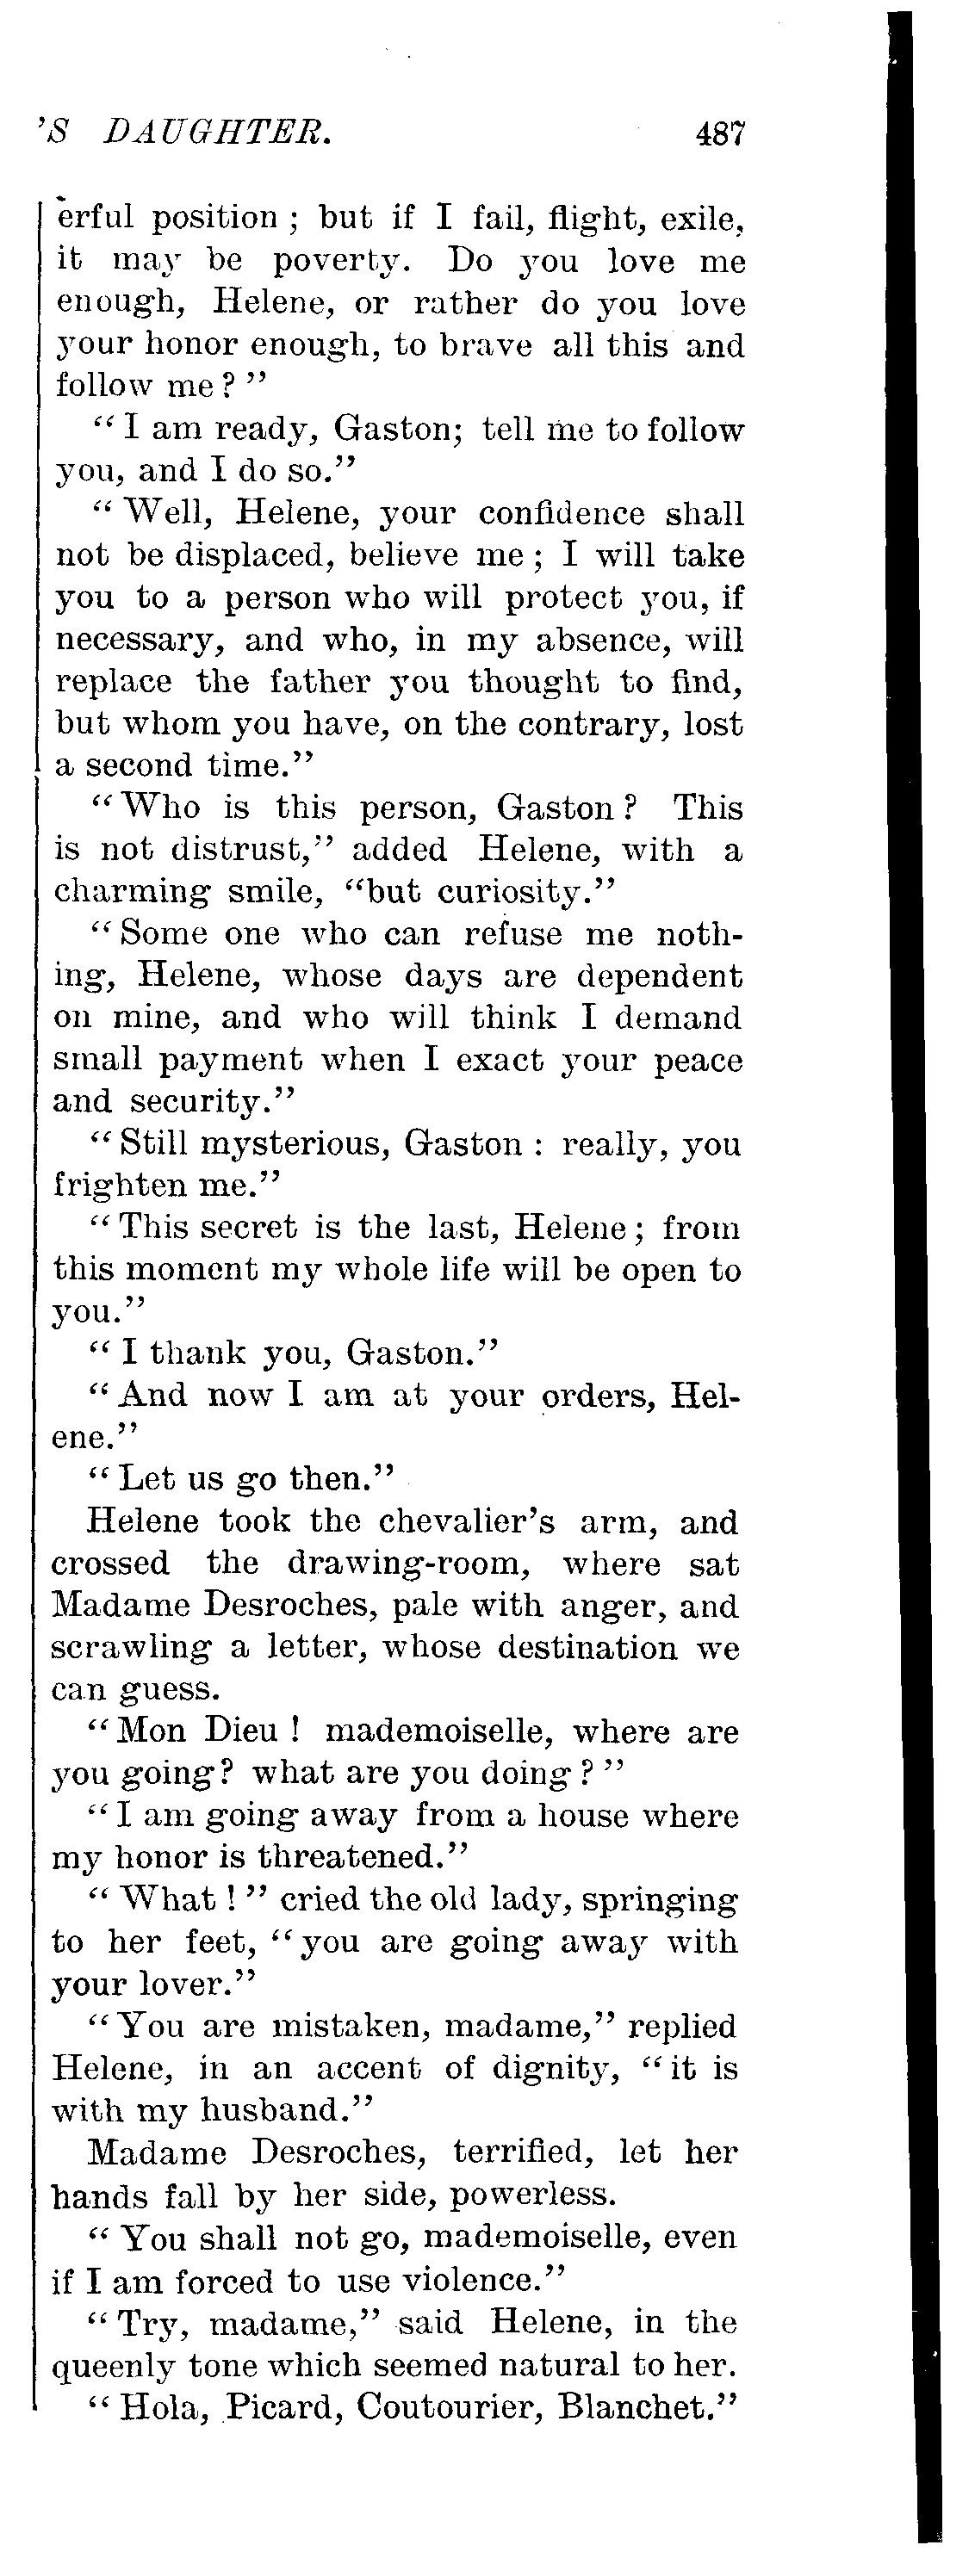 'S DAUGHTER. 487
erful position ; but if I fail, flight, exile,
it may be poverty. Do you love me
enough, Helene, or rather do you love
your honor enough, to brave all this and
follow me ? "
" I am ready, Gaston; tell me to follow
you, and I do so."
" Well, Helene, your confidence shall
not be displaced, believe me ; I will take
you to a person who will protect you, if
necessary, and who, in my absence, will
replace the father you thought to find,
but whom you have, on the contrary, lost
a second time."
" Who is this person, Gaston ? This
is not distrust," added Helene, with a
charming smile, "but curiosity."
" Some one who can refuse me noth-
ing, Helene, whose days are dependent
on mine, and who will think I demand
small payment when I exact your peace
and security."
" Still mysterious, Gaston : really, you
frighten me."
" This secret is the last, Helene ; from
this moment my whole life will be open to
you."
" I thank you, Gaston."
" And now I am at your orders, Hel-
ene."
" Let us go then."
Helene took the chevalier's arm, and
crossed the drawing-room, where sat
Madame Desroches, pale with anger, and
scrawling a letter, whose destination we
can guess.
" Mon Dieu ! mademoiselle, where are
you going? what are you doing ? "
" I am going away from a house where
my honor is threatened."
" What ! " cried the old lady, springing
to her feet, " you are going away with
your lover."
" You are mistaken, madame," replied
Helene, in an accent of dignity, " it is
with my husband."
Madame Desroches, terrified, let her
hands fall by her side, powerless.
" You shall not go, mademoiselle, even
if I am forced to use violence."
" Try, madame," said Helene, in the
queenly tone which seemed natural to her.
" Hola, Picard, Coutourier, Blanchet."